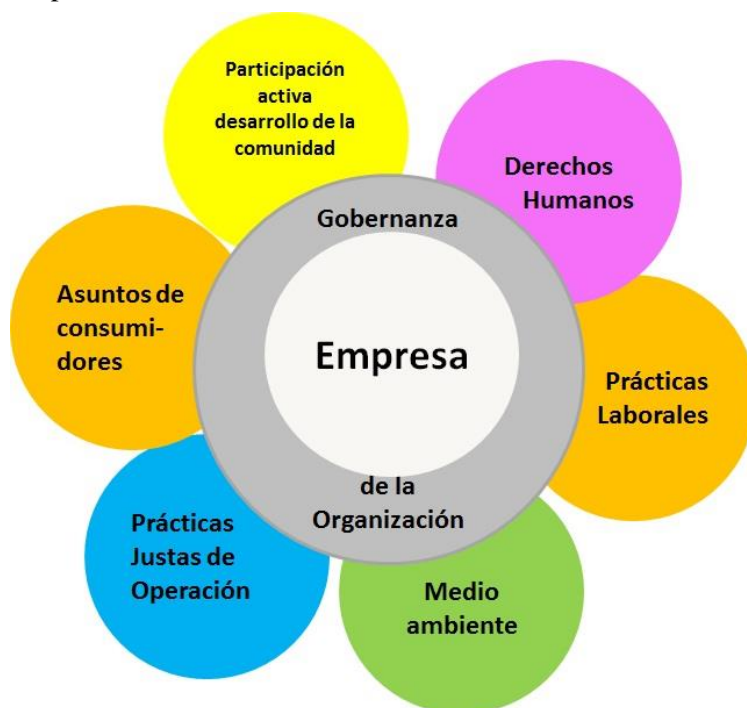 Participación
activa
desarrollo de la
comunidad
Derechos
Humanos
Gobernanza
Asuntos de
consumi-
dores
Empresa
Prácticas
Laborales
de la
Organización
Prácticas
Justas de
Operación
Medio
ambiente